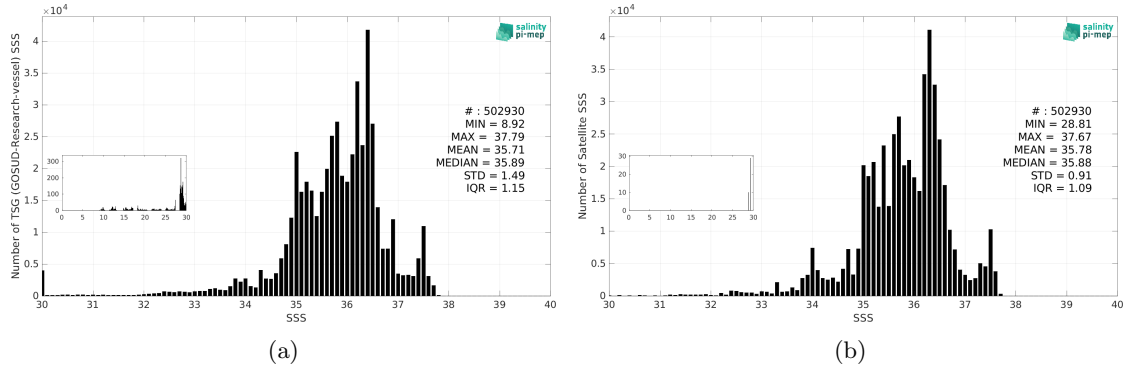 ×10⁴
4
3.5
3
2.5
2
1.5
1
0.5
0
Number of TSG (GOSUD-Research-vessel) SSS
salinity
pi-mep
# : 502930
MIN = 8.92
MAX = 37.79
MEAN = 35.71
MEDIAN = 35.89
STD = 1.49
IQR = 1.15
300
200
100
0
0 5 10 15 20 25 30
30 31 32 33 34 35 36 37 38 39 40
SSS
(a)
×10⁴
4
3.5
3
2.5
2
1.5
1
0.5
0
Number of Satellite SSS
salinity
pi-mep
# : 502930
MIN = 28.81
MAX = 37.67
MEAN = 35.78
MEDIAN = 35.88
STD = 0.91
IQR = 1.09
30
20
10
0
0 5 10 15 20 25 30
30 31 32 33 34 35 36 37 38 39 40
SSS
(b)